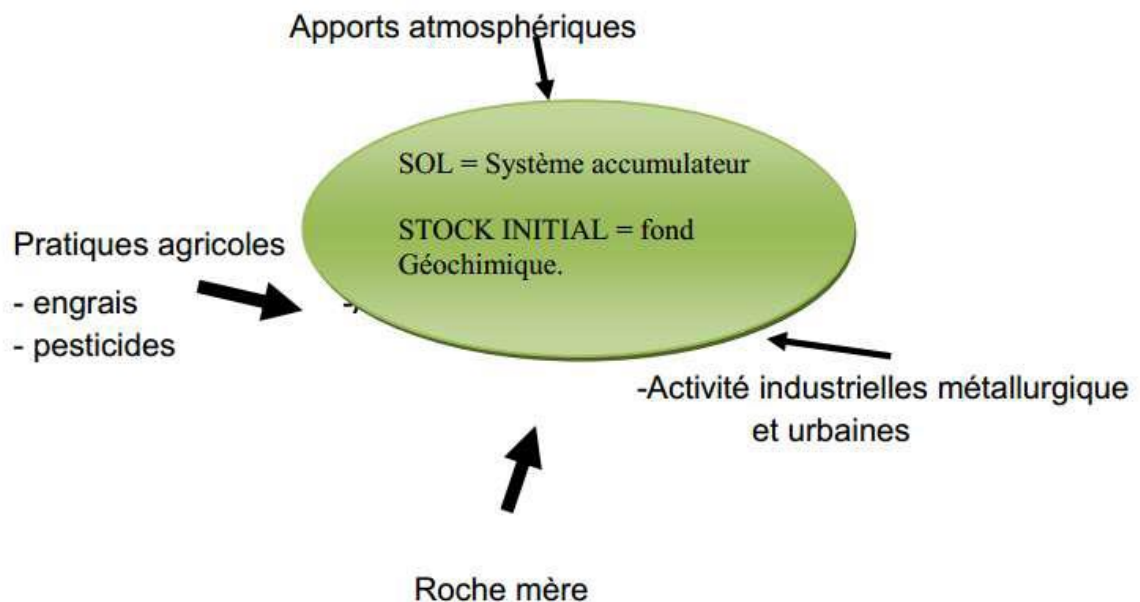 Apports atmosphériques
SOL = Système accumulateur
STOCK INITIAL = fond
Géochimique.
Pratiques agricoles
- engrais
- pesticides
-Activité industrielles métallurgique
et urbaines
Roche mère